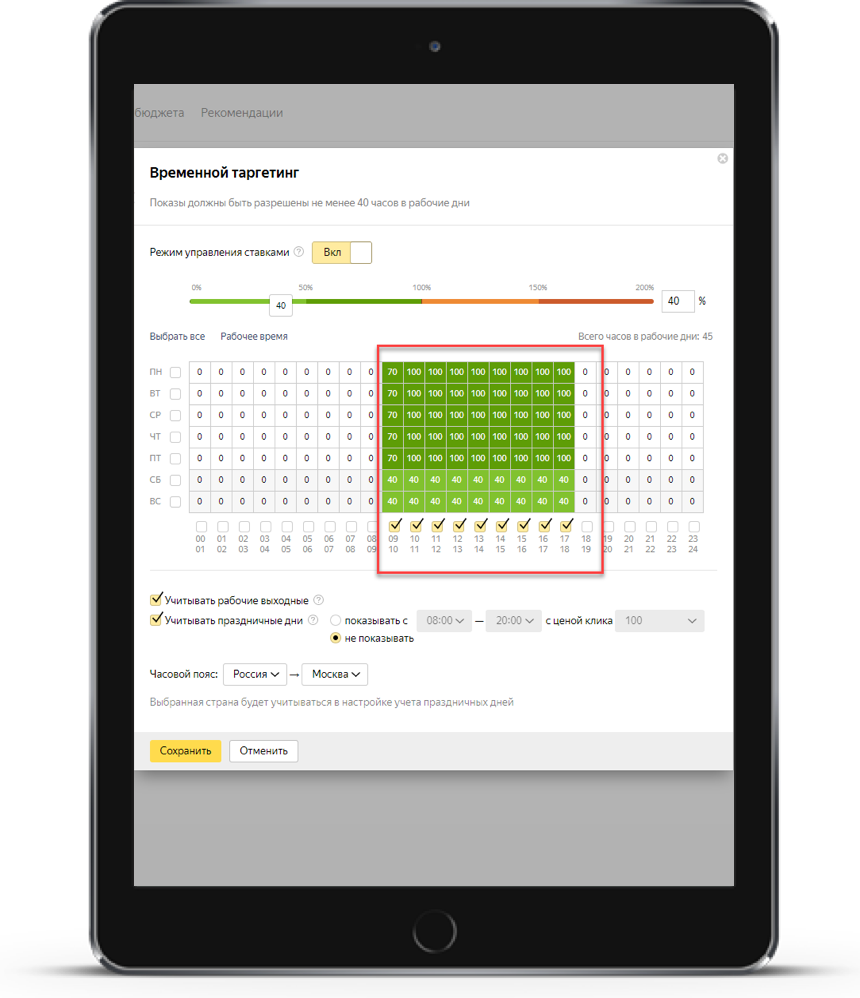 бюджета Рекомендации
Временной таргетинг
Показы должны быть разрешены не менее 40 часов в рабочие дни
Режим управления ставками ? Вкл
0% 50% 100% 150% 200%
40 40 %
Выбрать все Рабочее время Всего часов в рабочие дни: 45
ПН 0 0 0 0 0 0 0 0 0 70 100 100 100 100 100 100 100 100 0 0 0 0 0 0
ВТ 0 0 0 0 0 0 0 0 0 70 100 100 100 100 100 100 100 100 0 0 0 0 0 0
СР 0 0 0 0 0 0 0 0 0 70 100 100 100 100 100 100 100 100 0 0 0 0 0 0
ЧТ 0 0 0 0 0 0 0 0 0 70 100 100 100 100 100 100 100 100 0 0 0 0 0 0
ПТ 0 0 0 0 0 0 0 0 0 70 100 100 100 100 100 100 100 100 0 0 0 0 0 0
СБ 0 0 0 0 0 0 0 0 0 40 40 40 40 40 40 40 40 40 0 0 0 0 0 0
ВС 0 0 0 0 0 0 0 0 0 40 40 40 40 40 40 40 40 40 0 0 0 0 0 0
00 01 02 03 04 05 06 07 08 09 10 11 12 13 14 15 16 17 18 19 20 21 22 23
01 02 03 04 05 06 07 08 09 10 11 12 13 14 15 16 17 18 19 20 21 22 23 24
Учитывать рабочие выходные ?
Учитывать праздничные дни ? показывать с 08:00 — 20:00 с ценой клика 100
не показывать
Часовой пояс: Россия → Москва
Выбранная страна будет учитываться в настройке учета праздничных дней
Сохранить Отменить